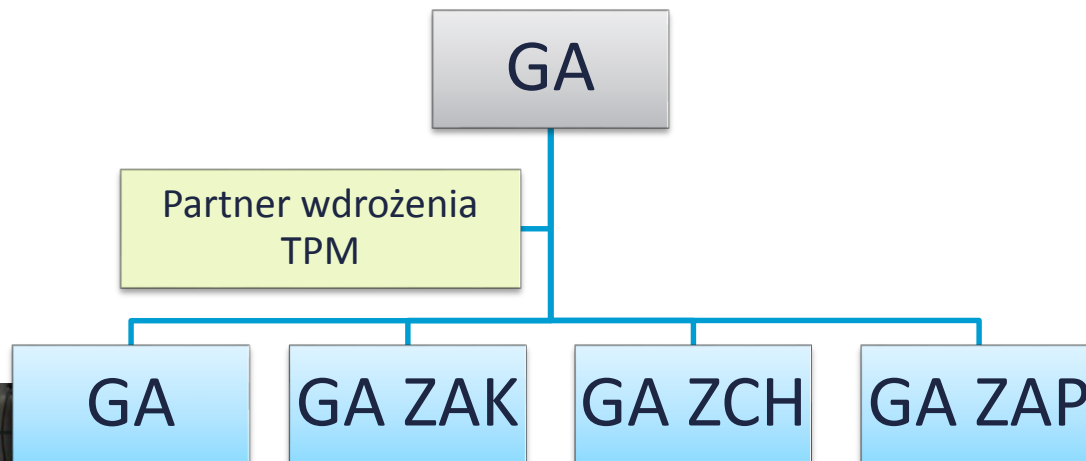 GA
Partner wdrożenia
TPM
GA
GA ZAK
GA ZCH
GA ZAP